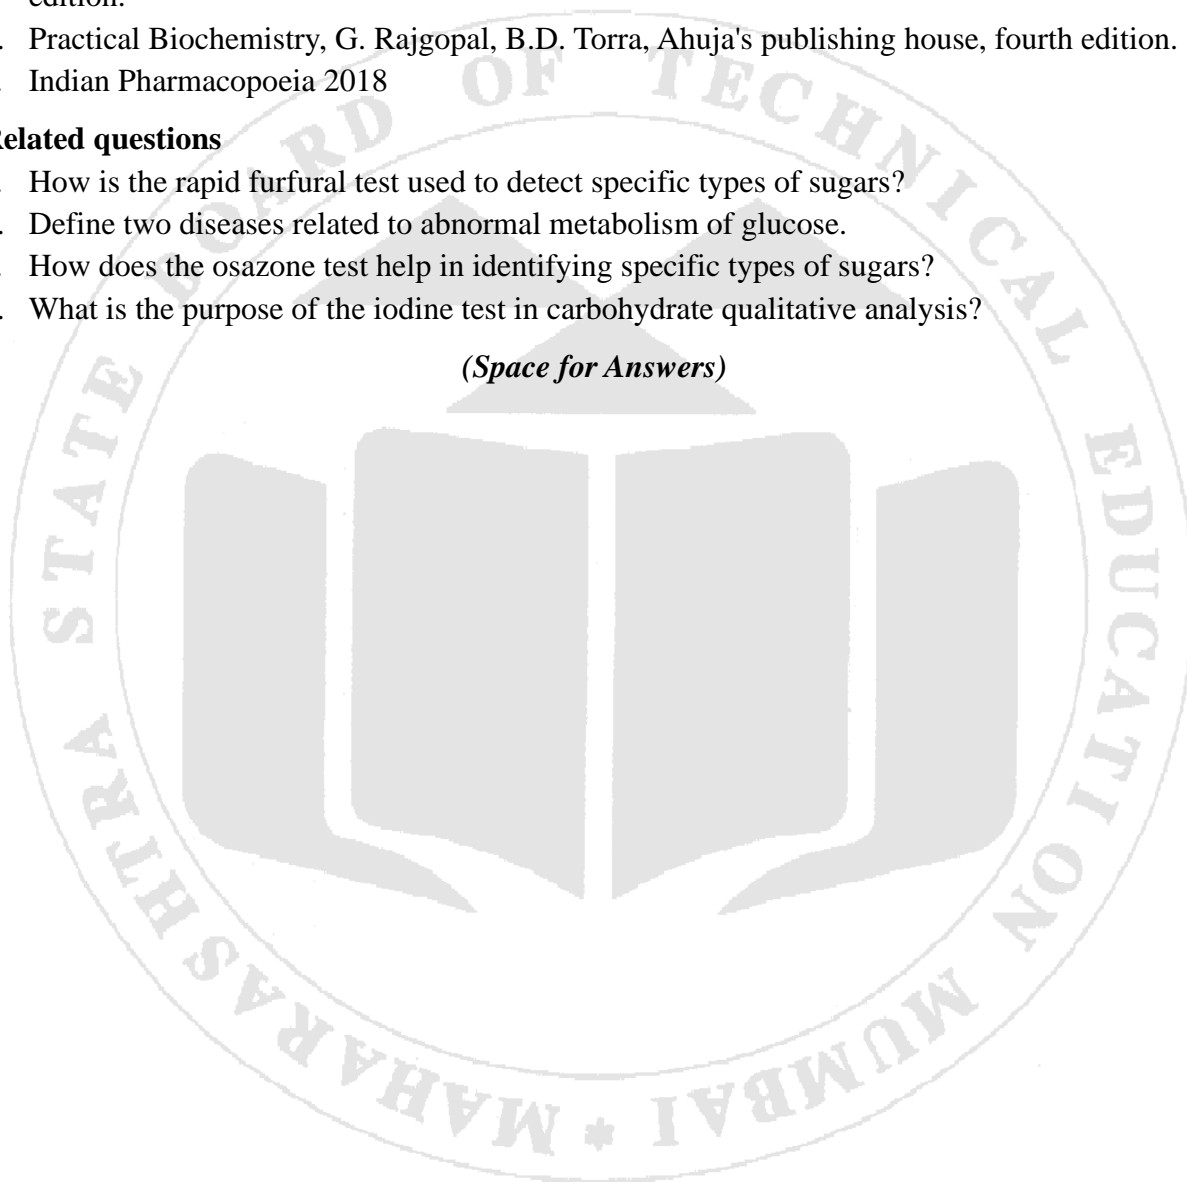 edition.
. Practical Biochemistry, G. Rajgopal, B.D. Torra, Ahuja's publishing house, fourth edition.
. Indian Pharmacopoeia 2018
Related questions
. How is the rapid furfural test used to detect specific types of sugars?
. Define two diseases related to abnormal metabolism of glucose.
. How does the osazone test help in identifying specific types of sugars?
. What is the purpose of the iodine test in carbohydrate qualitative analysis?
(Space for Answers)
MAHARASHTRA STATE BOARD OF TECHNICAL EDUCATION MUMBAI *